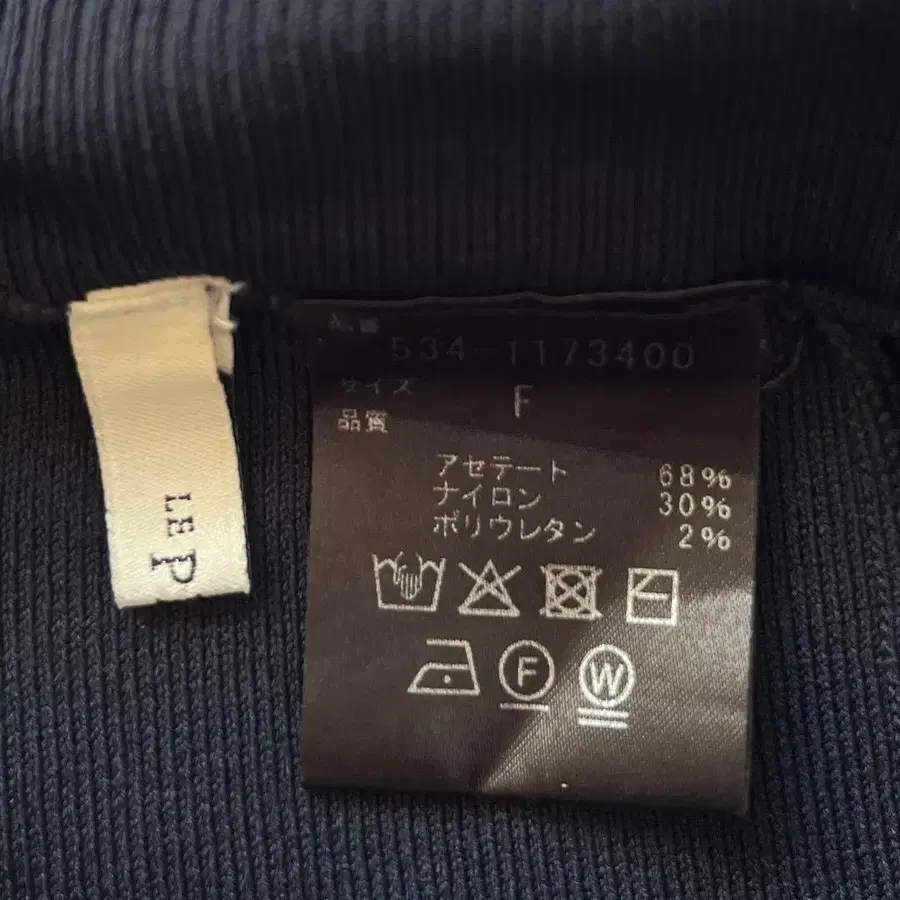 534-1173400
サイズ F
品質
アセテート 68%
ナイロン 30%
ポリウレタン 2%
F
W
LE P